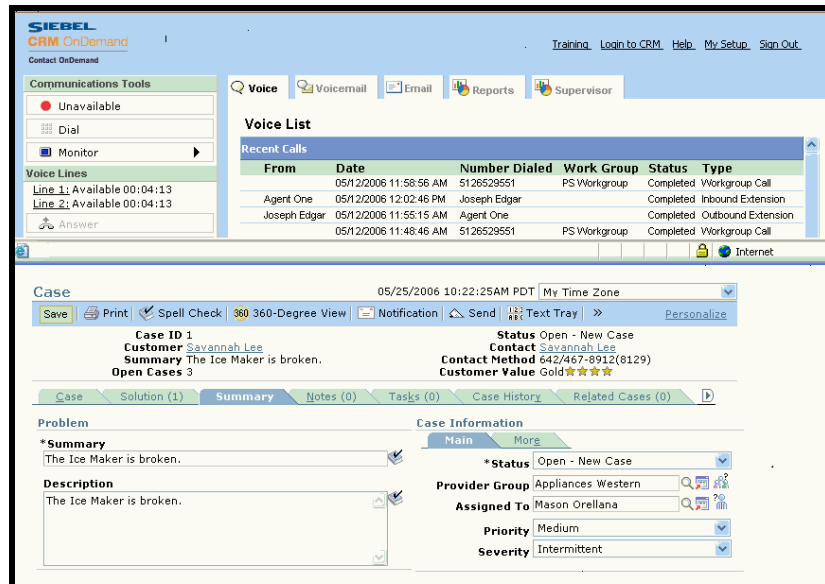 SIEBEL
CRM OnDemand
Contact OnDemand
Training Login to CRM Help My Setup Sign Out
Communications Tools
Unavailable
Dial
Monitor
Voice Lines
Line 1: Available 00:04:13
Line 2: Available 00:04:13
Answer
Voice Voicemail Email Reports Supervisor
Voice List
Recent Calls
From Date Number Dialed Work Group Status Type
05/12/2006 11:58:56 AM 5126529551 PS Workgroup Completed Workgroup Call
Agent One 05/12/2006 12:02:46 PM Joseph Edgar Completed Inbound Extension
Joseph Edgar 05/12/2006 11:55:15 AM Agent One Completed Outbound Extension
05/12/2006 11:48:46 AM 5126529551 PS Workgroup Completed Workgroup Call
Internet
Case 05/25/2006 10:22:25AM PDT My Time Zone
Save Print Spell Check 360 360-Degree View Notification Send 123 ABC Text Tray » Personalize
Case ID 1 Status Open - New Case
Customer Savannah Lee Contact Savannah Lee
Summary The Ice Maker is broken. Contact Method 642/467-8912(8129)
Open Cases 3 Customer Value Gold
Case Solution (1) Summary Notes (0) Tasks (0) Case History Related Cases (0)
Problem
*Summary
The Ice Maker is broken.
Description
The Ice Maker is broken.
Case Information
Main More
*Status Open - New Case
Provider Group Appliances Western
Assigned To Mason Orellana
Priority Medium
Severity Intermittent